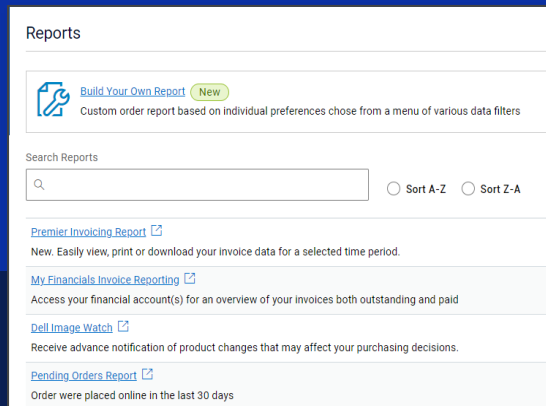 Reports
Build Your Own Report New
Custom order report based on individual preferences chose from a menu of various data filters
Search Reports
Sort A-Z Sort Z-A
Premier Invoicing Report
New. Easily view, print or download your invoice data for a selected time period.
My Financials Invoice Reporting
Access your financial account(s) for an overview of your invoices both outstanding and paid
Dell Image Watch
Receive advance notification of product changes that may affect your purchasing decisions.
Pending Orders Report
Order were placed online in the last 30 days